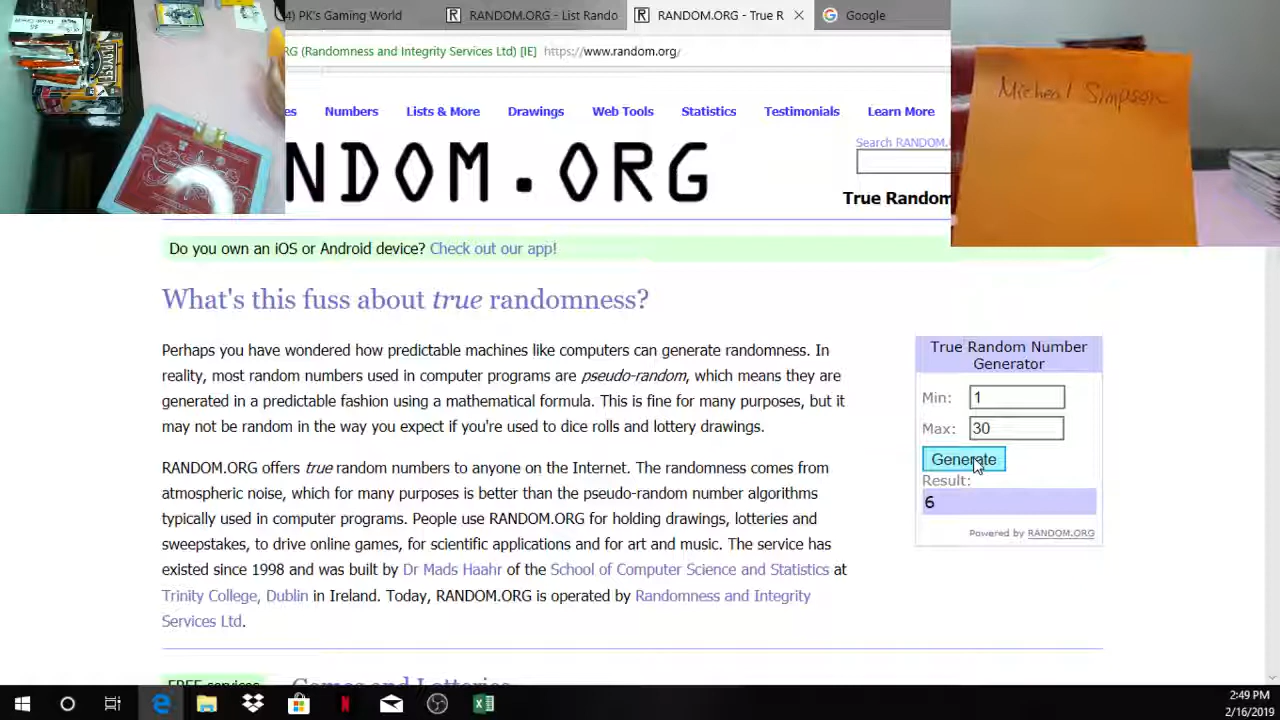 4) PK's Gaming World
RANDOM.ORG - List Rando
RANDOM.ORG - True R
Google
RG (Randomness and Integrity Services Ltd) [IE] https://www.random.org/
es Numbers Lists & More Drawings Web Tools Statistics Testimonials Learn More
Search RANDOM.
NDOM.ORG
True Random
Micheal Simpson
Do you own an iOS or Android device? Check out our app!
What's this fuss about true randomness?
Perhaps you have wondered how predictable machines like computers can generate randomness. In
reality, most random numbers used in computer programs are pseudo-random, which means they are
generated in a predictable fashion using a mathematical formula. This is fine for many purposes, but it
may not be random in the way you expect if you're used to dice rolls and lottery drawings.
RANDOM.ORG offers true random numbers to anyone on the Internet. The randomness comes from
atmospheric noise, which for many purposes is better than the pseudo-random number algorithms
typically used in computer programs. People use RANDOM.ORG for holding drawings, lotteries and
sweepstakes, to drive online games, for scientific applications and for art and music. The service has
existed since 1998 and was built by Dr Mads Haahr of the School of Computer Science and Statistics at
Trinity College, Dublin in Ireland. Today, RANDOM.ORG is operated by Randomness and Integrity
Services Ltd.
True Random Number
Generator
Min: 1
Max: 30
Generate
Result:
6
Powered by RANDOM.ORG
FREE services
Games and Lotteries
2:49 PM
2/16/2019